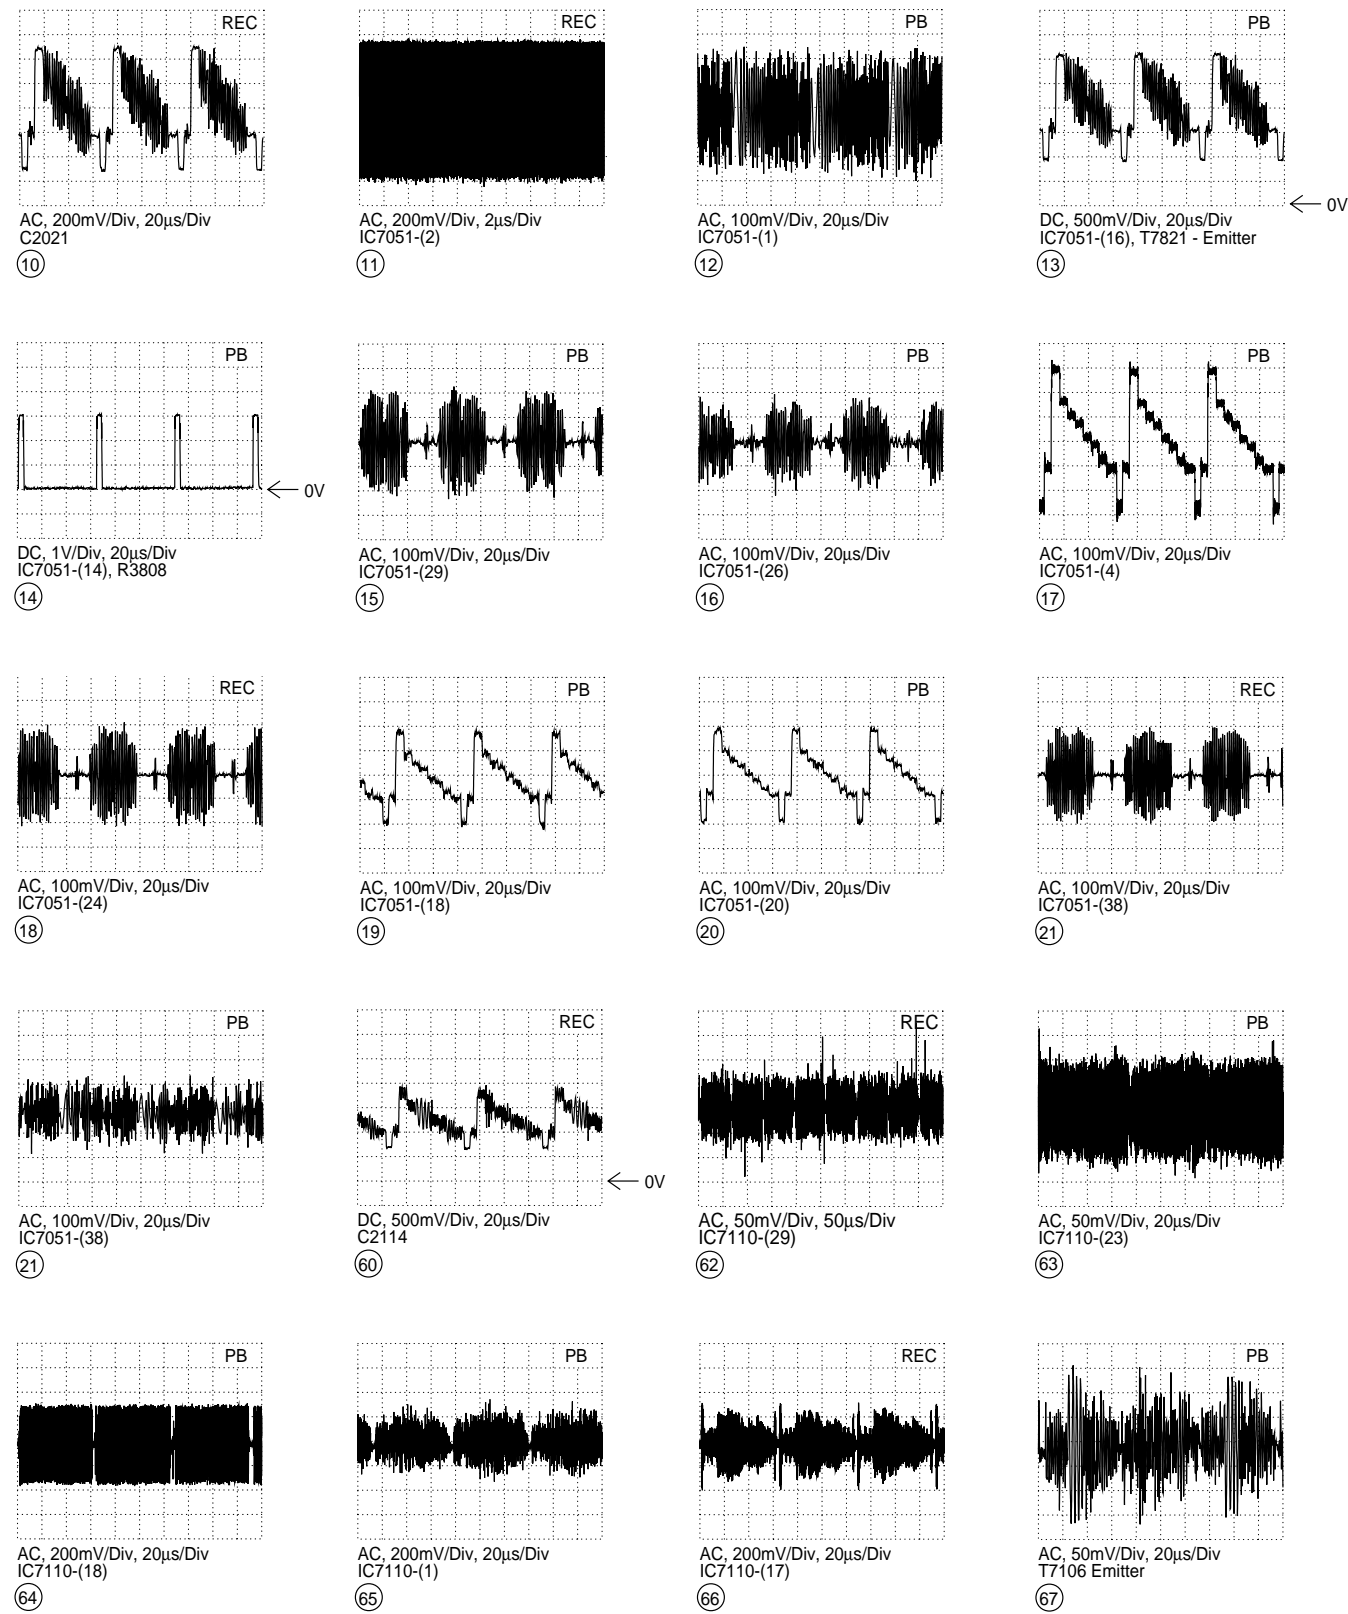 REC
AC, 200mV/Div, 20µs/Div
C2021
10
REC
AC, 200mV/Div, 2µs/Div
IC7051-(2)
11
PB
AC, 100mV/Div, 20µs/Div
IC7051-(1)
12
PB
0V
DC, 500mV/Div, 20µs/Div
IC7051-(16), T7821 - Emitter
13
PB
0V
DC, 1V/Div, 20µs/Div
IC7051-(14), R3808
14
PB
AC, 100mV/Div, 20µs/Div
IC7051-(29)
15
PB
AC, 100mV/Div, 20µs/Div
IC7051-(26)
16
PB
AC, 100mV/Div, 20µs/Div
IC7051-(4)
17
REC
AC, 100mV/Div, 20µs/Div
IC7051-(24)
18
PB
AC, 100mV/Div, 20µs/Div
IC7051-(18)
19
PB
AC, 100mV/Div, 20µs/Div
IC7051-(20)
20
REC
AC, 100mV/Div, 20µs/Div
IC7051-(38)
21
PB
AC, 100mV/Div, 20µs/Div
IC7051-(38)
21
REC
0V
DC, 500mV/Div, 20µs/Div
C2114
60
REC
AC, 50mV/Div, 50µs/Div
IC7110-(29)
62
PB
AC, 50mV/Div, 20µs/Div
IC7110-(23)
63
PB
AC, 200mV/Div, 20µs/Div
IC7110-(18)
64
PB
AC, 200mV/Div, 20µs/Div
IC7110-(1)
65
REC
AC, 200mV/Div, 20µs/Div
IC7110-(17)
66
PB
AC, 50mV/Div, 20µs/Div
T7106 Emitter
67